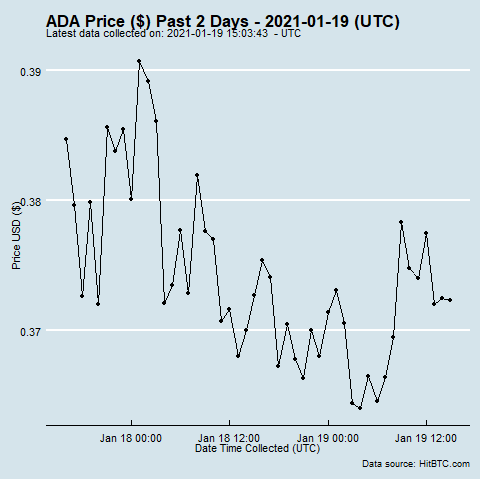 ADA Price ($) Past 2 Days - 2021-01-19 (UTC)
Latest data collected on: 2021-01-19 15:03:43 - UTC
0.39
0.38
0.37
Price USD ($)
Jan 18 00:00 Jan 18 12:00 Jan 19 00:00 Jan 19 12:00
Date Time Collected (UTC)
Data source: HitBTC.com